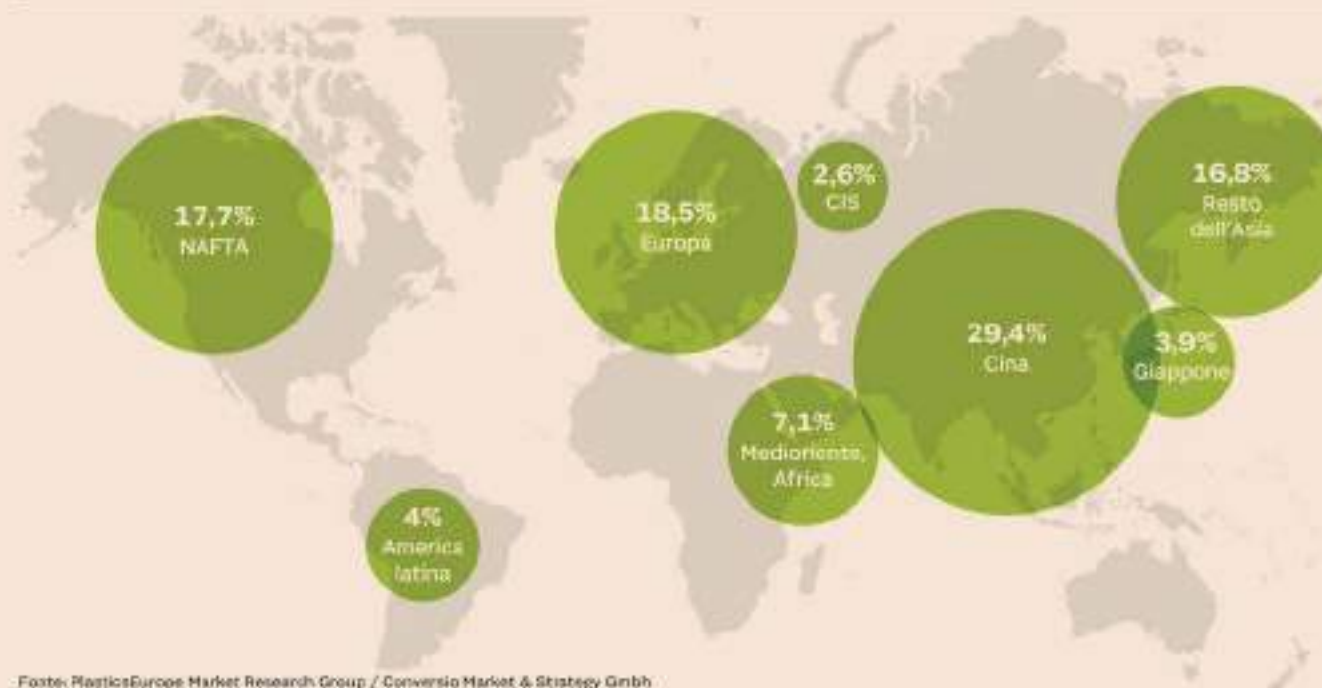 17,7%
NAFTA
18,5%
Europa
2,6%
CIS
16,8%
Resto
dell'Asia
29,4%
Cina
3,9%
Giappone
7,1%
Medioriente,
Africa
4%
America
latina
Fonte: PlasticsEurope Market Research Group / Conversio Market & Strategy Gmbh